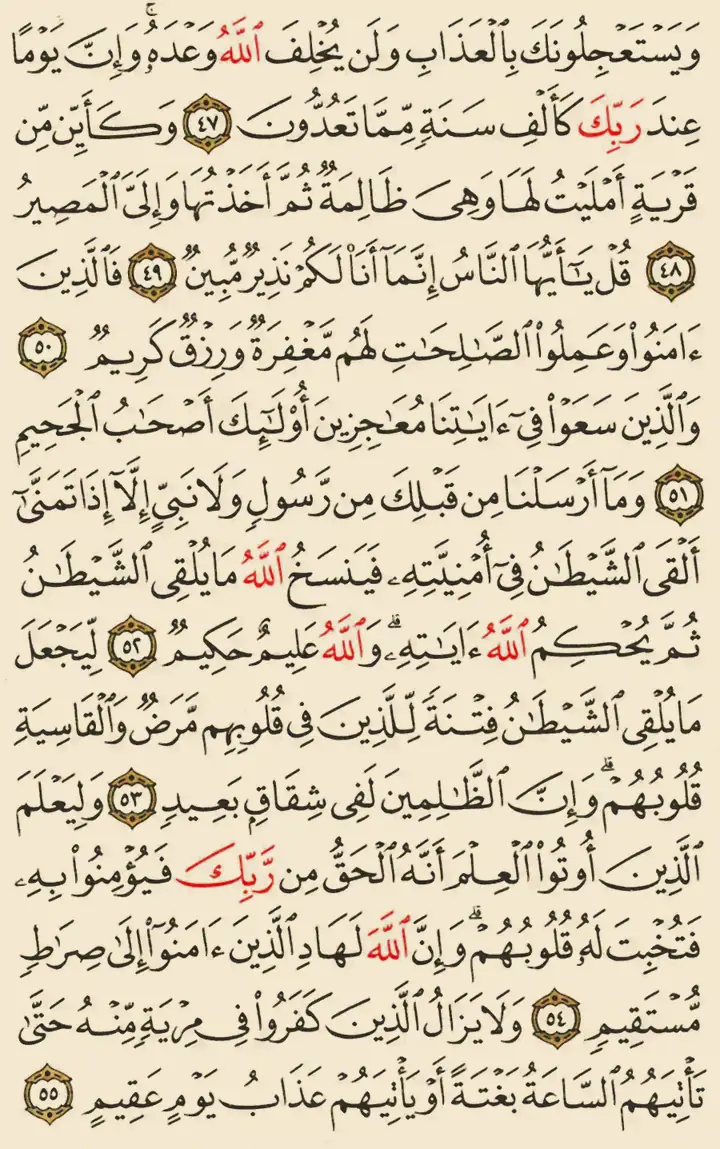 وَيَسْتَعْجِلُونَكَ بِٱلْعَذَابِ وَلَن يُخْلِفَ ٱللَّهُ وَعْدَهُۥۚ وَإِنَّ يَوْمًا
عِندَ رَبِّكَ كَأَلْفِ سَنَةٍ مِّمَّا تَعُدُّونَ ٤٧ وَكَأَيِّن مِّن
قَرْيَةٍ أَمْلَيْتُ لَهَا وَهِىَ ظَالِمَةٌ ثُمَّ أَخَذْتُهَا وَإِلَىَّ ٱلْمَصِيرُ
٤٨ قُلْ يَـٰٓأَيُّهَا ٱلنَّاسُ إِنَّمَآ أَنَا۠ لَكُمْ نَذِيرٌ مُّبِينٌ ٤٩ فَٱلَّذِينَ
ءَامَنُوا۟ وَعَمِلُوا۟ ٱلصَّـٰلِحَـٰتِ لَهُم مَّغْفِرَةٌ وَرِزْقٌ كَرِيمٌ ٥٠
وَٱلَّذِينَ سَعَوْا۟ فِىٓ ءَايَـٰتِنَا مُعَـٰجِزِينَ أُو۟لَـٰٓئِكَ أَصْحَـٰبُ ٱلْجَحِيمِ
٥١ وَمَآ أَرْسَلْنَا مِن قَبْلِكَ مِن رَّسُولٍ وَلَا نَبِىٍّ إِلَّآ إِذَا تَمَنَّىٰٓ
أَلْقَى ٱلشَّيْطَـٰنُ فِىٓ أُمْنِيَّتِهِۦ فَيَنسَخُ ٱللَّهُ مَا يُلْقِى ٱلشَّيْطَـٰنُ
ثُمَّ يُحْكِمُ ٱللَّهُ ءَايَـٰتِهِۦۗ وَٱللَّهُ عَلِيمٌ حَكِيمٌ ٥٢ لِّيَجْعَلَ
مَا يُلْقِى ٱلشَّيْطَـٰنُ فِتْنَةً لِّلَّذِينَ فِى قُلُوبِهِم مَّرَضٌ وَٱلْقَاسِيَةِ
قُلُوبُهُمْۗ وَإِنَّ ٱلظَّـٰلِمِينَ لَفِى شِقَاقٍۭ بَعِيدٍ ٥٣ وَلِيَعْلَمَ
ٱلَّذِينَ أُوتُوا۟ ٱلْعِلْمَ أَنَّهُ ٱلْحَقُّ مِن رَّبِّكَ فَيُؤْمِنُوا۟ بِهِۦ
فَتُخْبِتَ لَهُۥ قُلُوبُهُمْۗ وَإِنَّ ٱللَّهَ لَهَادِ ٱلَّذِينَ ءَامَنُوٓا۟ إِلَىٰ صِرَٰطٍ
مُّسْتَقِيمٍ ٥٤ وَلَا يَزَالُ ٱلَّذِينَ كَفَرُوا۟ فِى مِرْيَةٍ مِّنْهُ حَتَّىٰ
تَأْتِيَهُمُ ٱلسَّاعَةُ بَغْتَةً أَوْ يَأْتِيَهُمْ عَذَابُ يَوْمٍ عَقِيمٍ ٥٥